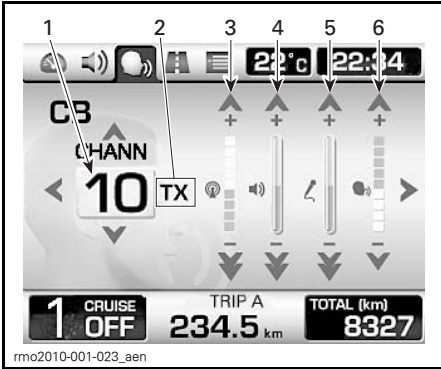 1 2 3 4 5 6
22°c 22:34
CB
CHANN
10 TX
+ + + +
- - - -
1 CRUISE OFF
TRIP A
234.5 km
TOTAL (km)
8327
rmo2010-001-023_aen